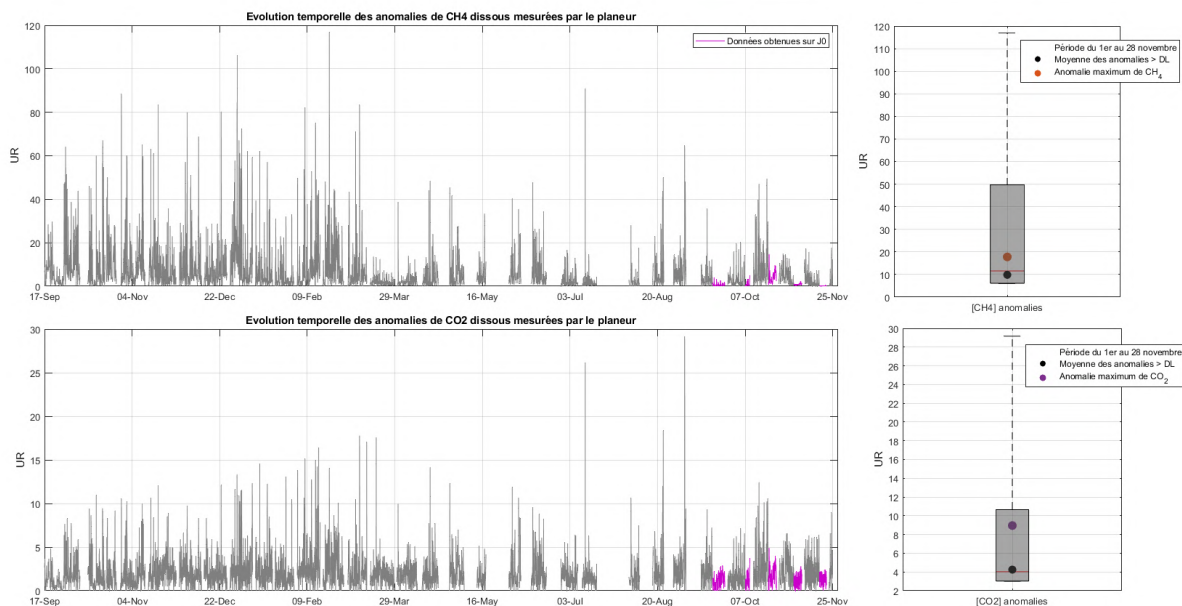 Evolution temporelle des anomalies de CH4 dissous mesurées par le planeur
120
100
80
60
40
20
0
UR
Données obtenues sur J0
17-Sep 04-Nov 22-Dec 09-Feb 29-Mar 16-May 03-Jul 20-Aug 07-Oct 25-Nov
120
110
100
90
80
70
60
50
40
30
20
10
0
UR
Période du 1er au 28 novembre
Moyenne des anomalies > DL
Anomalie maximum de CH4
[CH4] anomalies
Evolution temporelle des anomalies de CO2 dissous mesurées par le planeur
30
25
20
15
10
5
0
UR
17-Sep 04-Nov 22-Dec 09-Feb 29-Mar 16-May 03-Jul 20-Aug 07-Oct 25-Nov
30
28
26
24
22
20
18
16
14
12
10
8
6
4
2
UR
Période du 1er au 28 novembre
Moyenne des anomalies > DL
Anomalie maximum de CO2
[CO2] anomalies